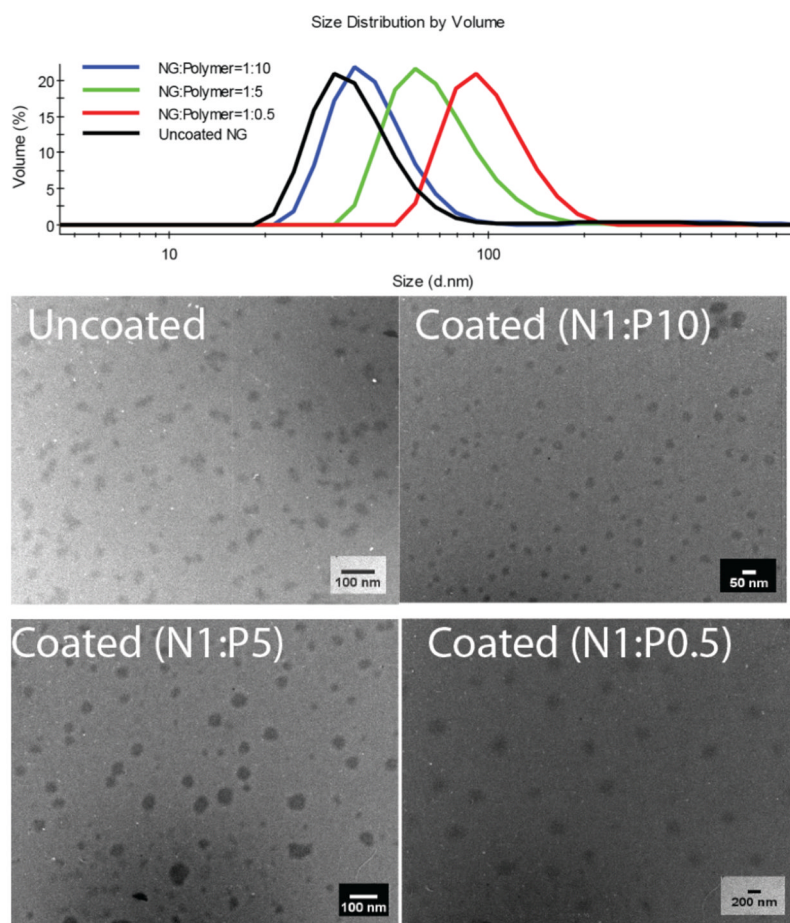 Size Distribution by Volume
NG:Polymer=1:10
NG:Polymer=1:5
NG:Polymer=1:0.5
Uncoated NG
Volume (%)
20
15
10
5
0
10
100
Size (d.nm)
Uncoated
Coated (N1:P10)
100 nm
50 nm
Coated (N1:P5)
Coated (N1:P0.5)
100 nm
200 nm